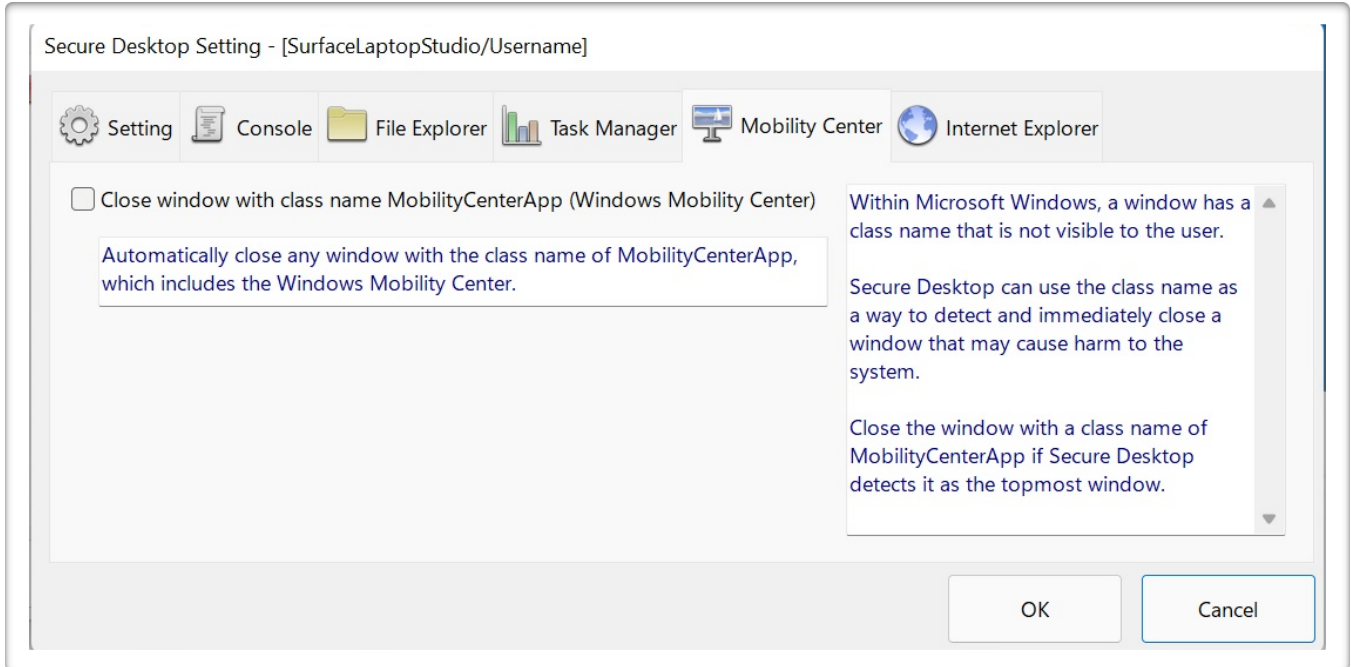 Secure Desktop Setting - [SurfaceLaptopStudio/Username]
Setting Console File Explorer Task Manager Mobility Center Internet Explorer
Close window with class name MobilityCenterApp (Windows Mobility Center)
Automatically close any window with the class name of MobilityCenterApp,
which includes the Windows Mobility Center.
Within Microsoft Windows, a window has a
class name that is not visible to the user.
Secure Desktop can use the class name as
a way to detect and immediately close a
window that may cause harm to the
system.
Close the window with a class name of
MobilityCenterApp if Secure Desktop
detects it as the topmost window.
OK Cancel